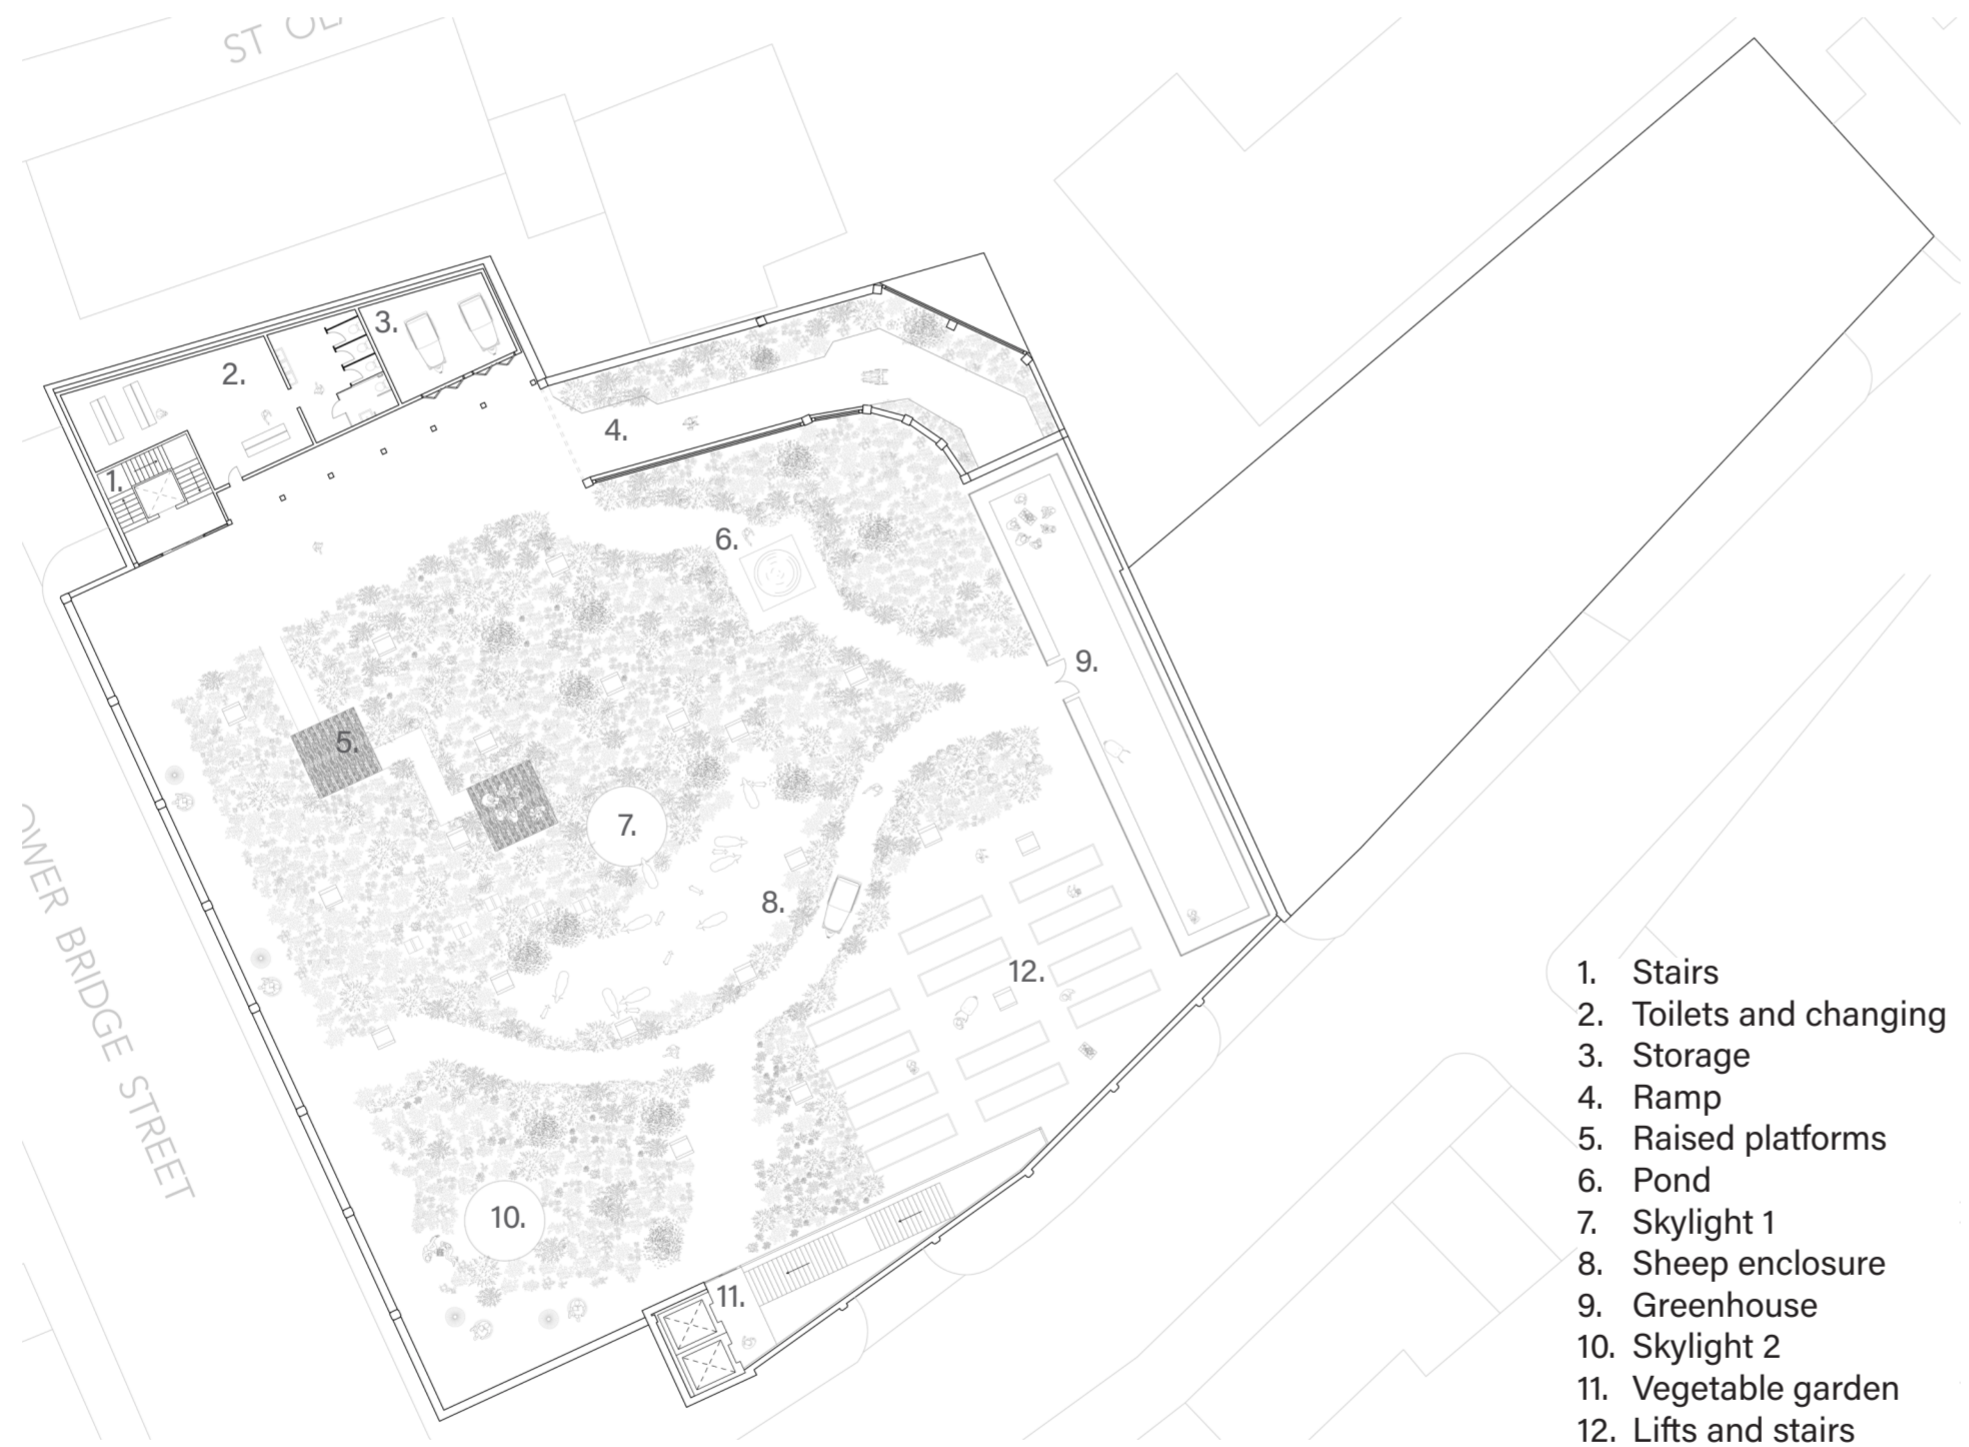 ST
1.
2.
3.
4.
5.
6.
7.
8.
9.
10.
11.
12.
BRIDGE STREET
1. Stairs
2. Toilets and changing
3. Storage
4. Ramp
5. Raised platforms
6. Pond
7. Skylight 1
8. Sheep enclosure
9. Greenhouse
10. Skylight 2
11. Vegetable garden
12. Lifts and stairs